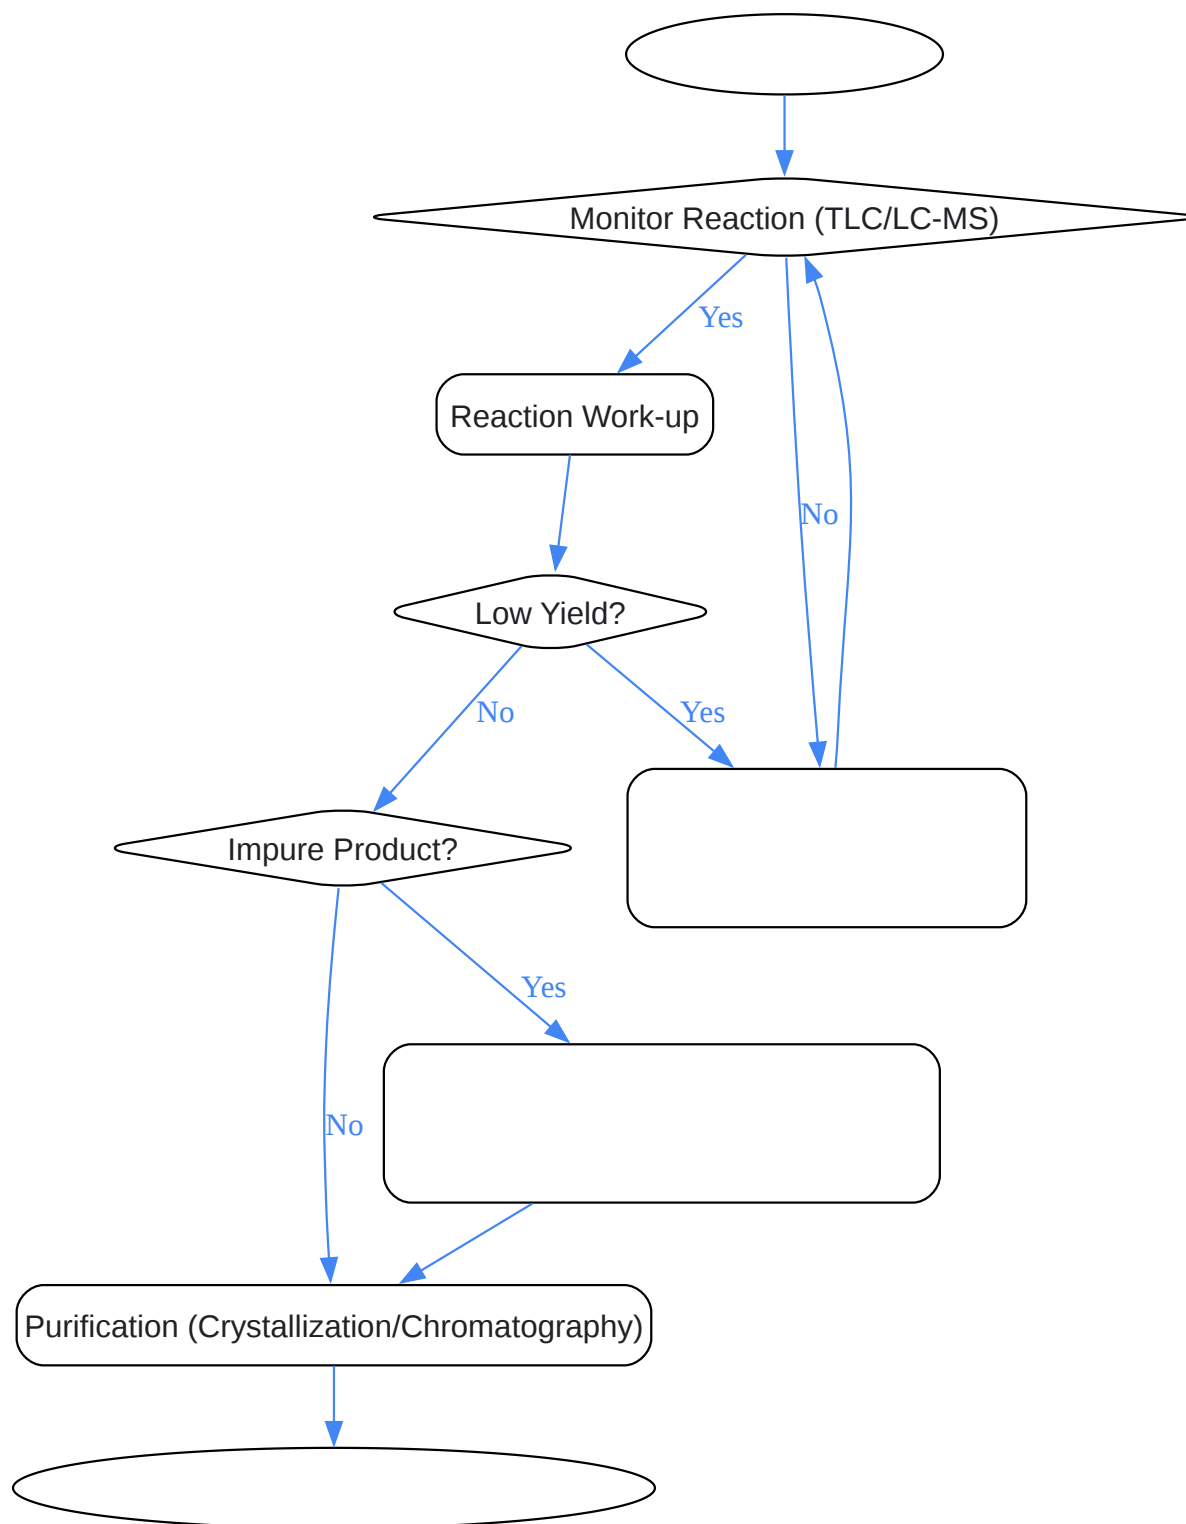 Monitor Reaction (TLC/LC-MS)
Yes
Reaction Work-up
No
Low Yield?
No
Yes
Impure Product?
Yes
No
Purification (Crystallization/Chromatography)